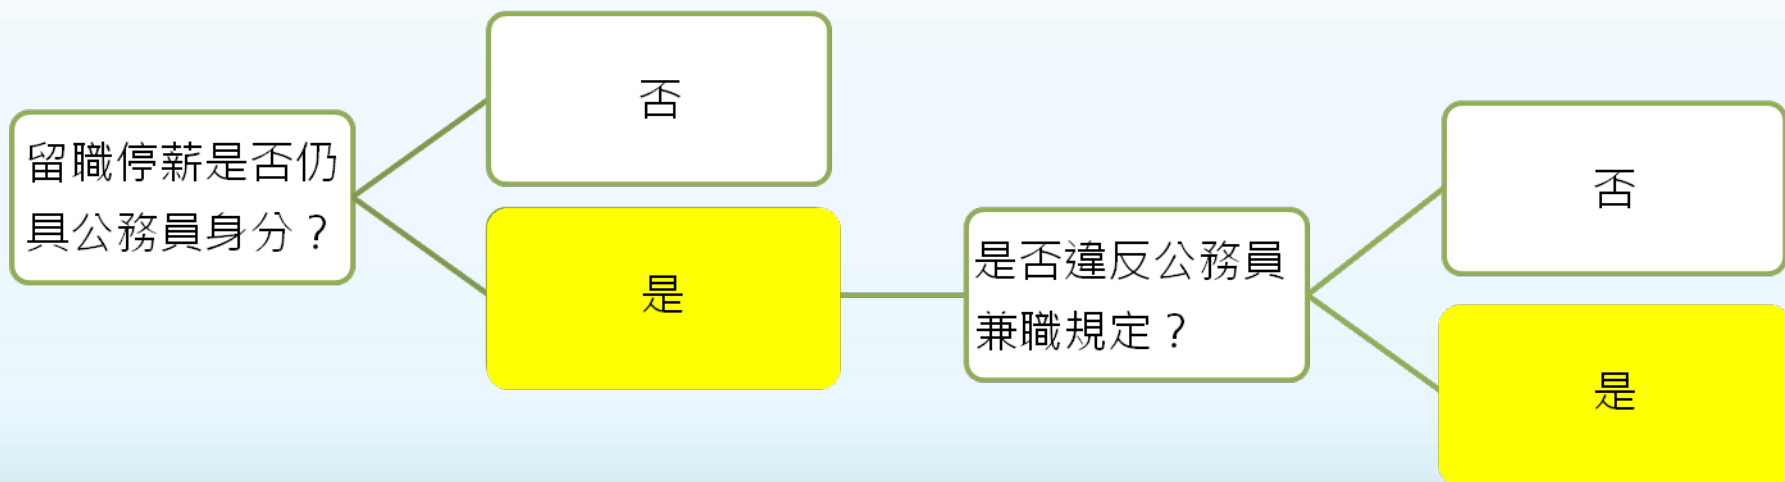 留職停薪是否仍
具公務員身分？
否
是
是否違反公務員
兼職規定？
否
是